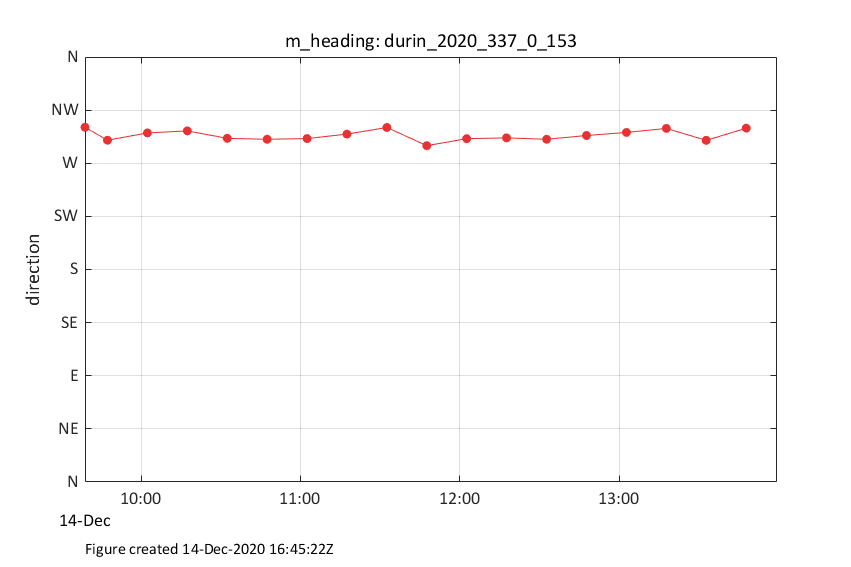 m_heading: durin_2020_337_0_153
N
NW
W
SW
S
SE
E
NE
N
direction
10:00 11:00 12:00 13:00
14-Dec
Figure created 14-Dec-2020 16:45:22Z